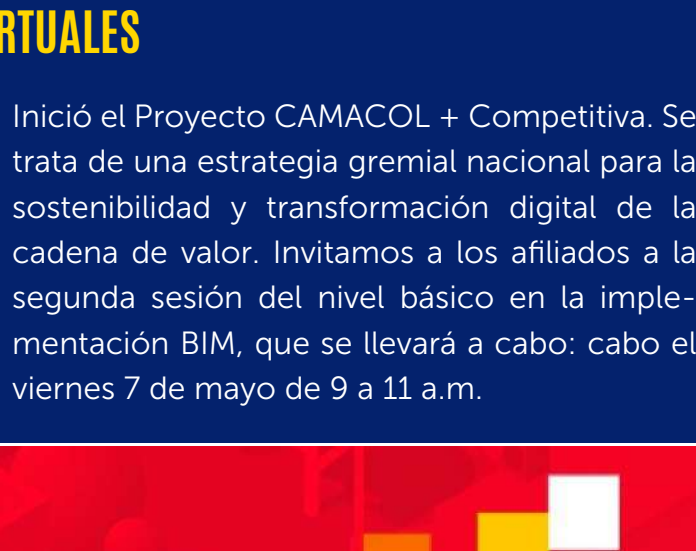 RTUALES
Inició el Proyecto CAMACOL + Competitiva. Se
trata de una estrategia gremial nacional para la
sostenibilidad y transformación digital de la
cadena de valor. Invitamos a los afiliados a la
segunda sesión del nivel básico en la imple-
mentación BIM, que se llevará a cabo: cabo el
viernes 7 de mayo de 9 a 11 a.m.